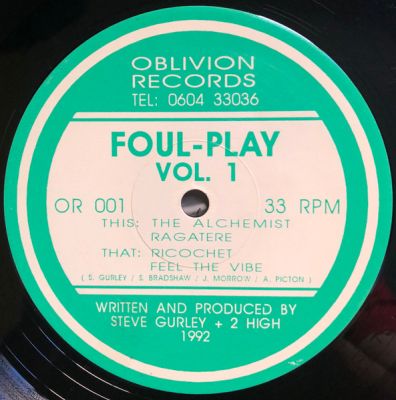 OBLIVION
RECORDS
TEL: 0604 33036
FOUL-PLAY
VOL. 1
OR 001 33 RPM
THIS: THE ALCHEMIST
RAGATERE
THAT: RICOCHET
FEEL THE VIBE
( S. GURLEY / S. BRADSHAW / J. MORROW / A. PICTON )
WRITTEN AND PRODUCED BY
STEVE GURLEY + 2 HIGH
1992